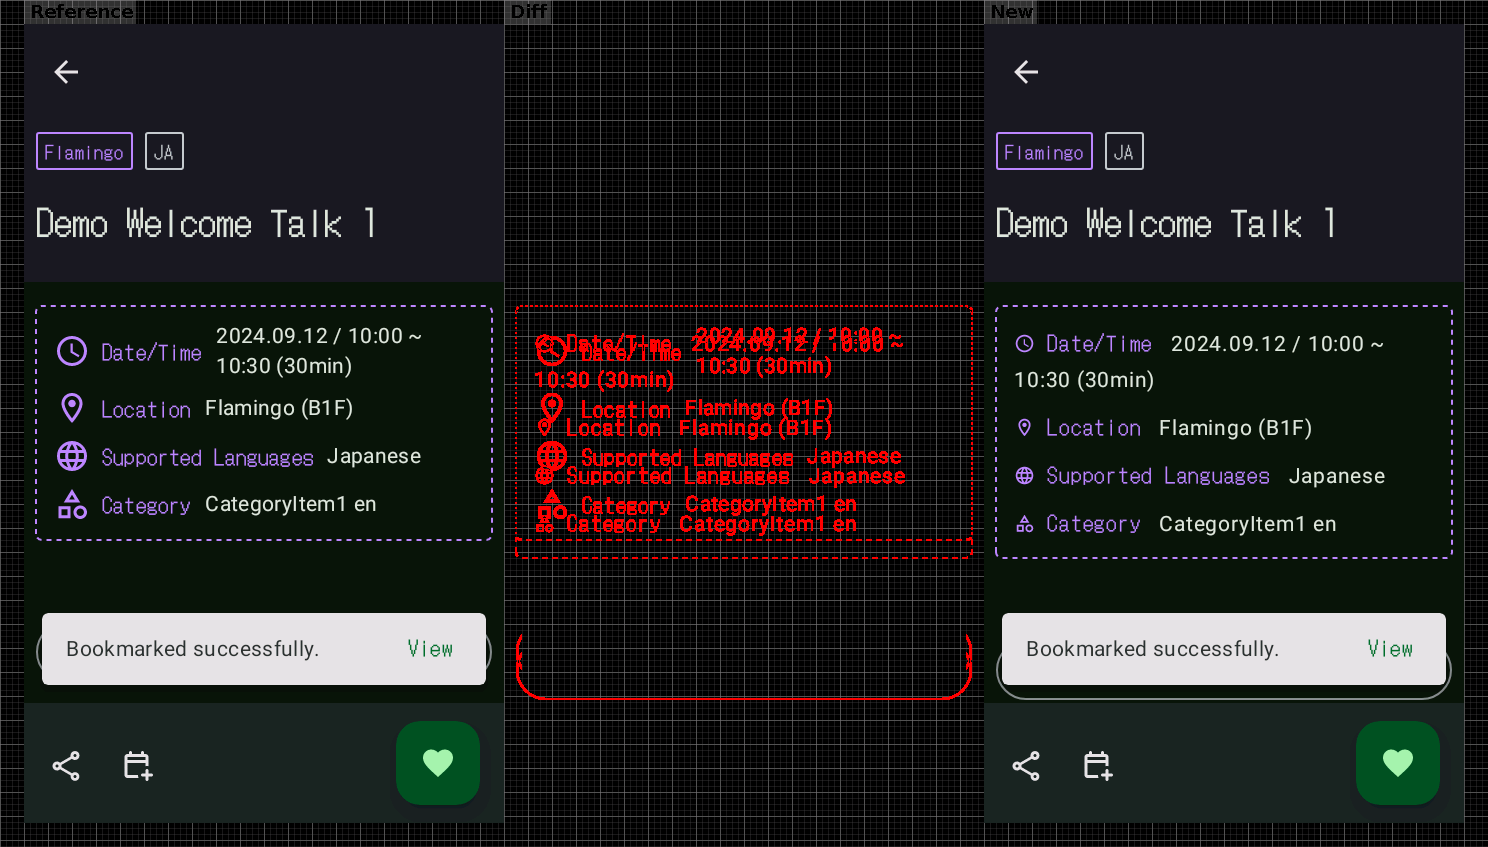 Reference
Flamingo JA
Demo Welcome Talk 1
Date/Time 2024.09.12 / 10:00 ~
10:30 (30min)
Location Flamingo (B1F)
Supported Languages Japanese
Category CategoryItem1 en
Bookmarked successfully. View
Diff
Date/Time 2024.09.12 / 10:00 ~
Date/Time 2024.09.12 / 10:00 ~
10:30 (30min)
10:30 (30min)
Location Flamingo (B1F)
Location Flamingo (B1F)
Supported Languages Japanese
Supported Languages Japanese
Category CategoryItem1 en
Category CategoryItem1 en
New
Flamingo JA
Demo Welcome Talk 1
Date/Time 2024.09.12 / 10:00 ~
10:30 (30min)
Location Flamingo (B1F)
Supported Languages Japanese
Category CategoryItem1 en
Bookmarked successfully. View